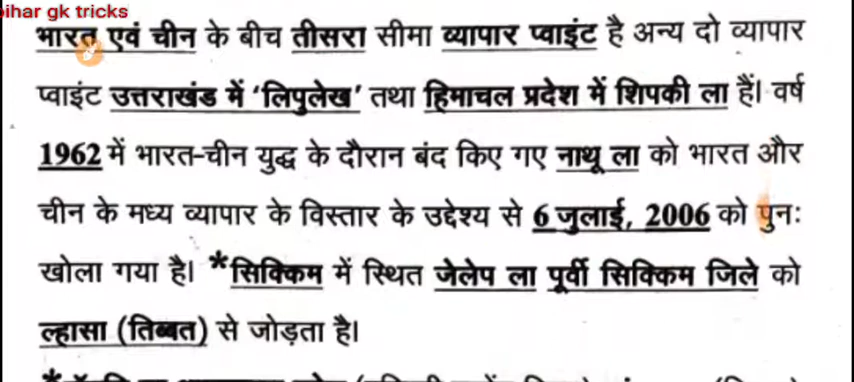 bihar gk tricks
भारत एवं चीन के बीच तीसरा सीमा व्यापार प्वाइंट है अन्य दो व्यापार
प्वाइंट उत्तराखंड में 'लिपुलेख' तथा हिमाचल प्रदेश में शिपकी ला हैं। वर्ष
1962 में भारत-चीन युद्ध के दौरान बंद किए गए नाथू ला को भारत और
चीन के मध्य व्यापार के विस्तार के उद्देश्य से 6 जुलाई, 2006 को पुनः
खोला गया है। *सिक्किम में स्थित जेलेप ला पूर्वी सिक्किम जिले को
ल्हासा (तिब्बत) से जोड़ता है।